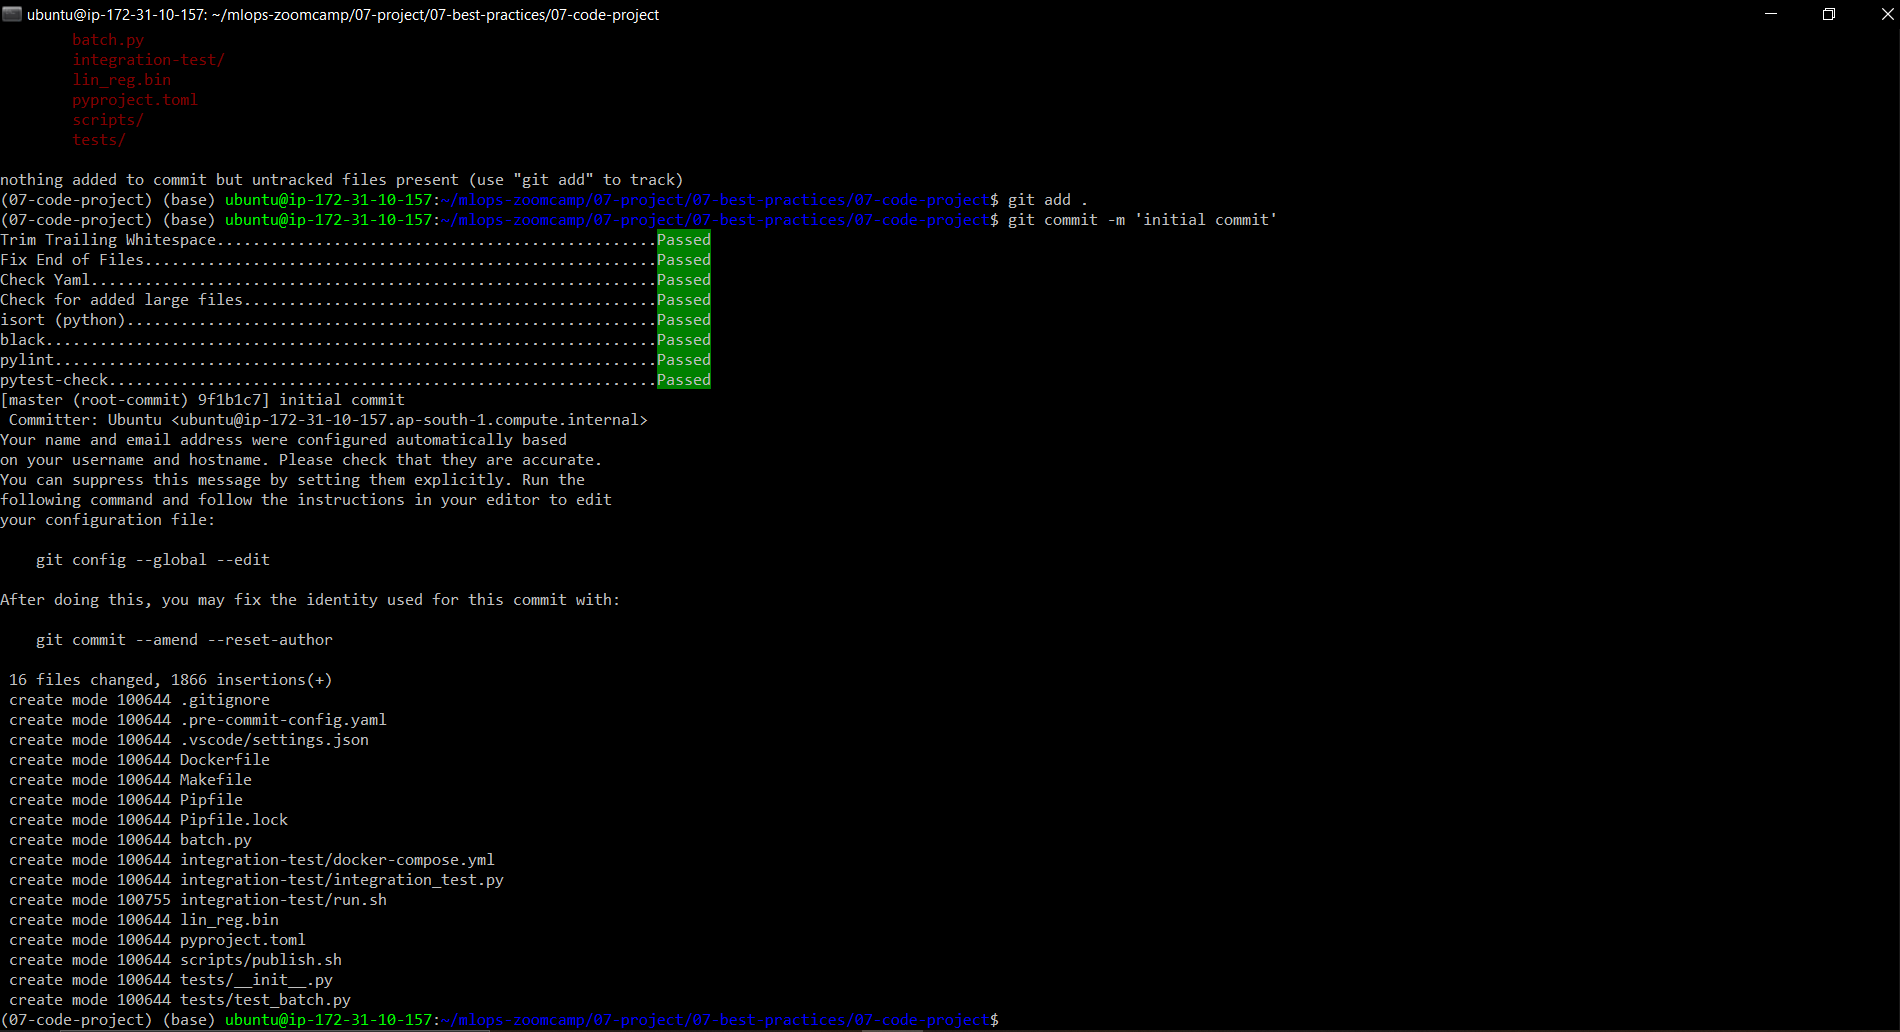 ubuntu@ip-172-31-10-157: ~/mlops-zoomcamp/07-project/07-best-practices/07-code-project
        batch.py
        integration-test/
        lin_reg.bin
        pyproject.toml
        scripts/
        tests/
nothing added to commit but untracked files present (use "git add" to track)
(07-code-project) (base) ubuntu@ip-172-31-10-157:~/mlops-zoomcamp/07-project/07-best-practices/07-code-project$ git add .
(07-code-project) (base) ubuntu@ip-172-31-10-157:~/mlops-zoomcamp/07-project/07-best-practices/07-code-project$ git commit -m 'initial commit'
Trim Trailing Whitespace.................................................Passed
Fix End of Files.........................................................Passed
Check Yaml...............................................................Passed
Check for added large files..............................................Passed
isort (python)...........................................................Passed
black....................................................................Passed
pylint...................................................................Passed
pytest-check.............................................................Passed
[master (root-commit) 9f1b1c7] initial commit
 Committer: Ubuntu <ubuntu@ip-172-31-10-157.ap-south-1.compute.internal>
Your name and email address were configured automatically based
on your username and hostname. Please check that they are accurate.
You can suppress this message by setting them explicitly. Run the
following command and follow the instructions in your editor to edit
your configuration file:
    git config --global --edit
After doing this, you may fix the identity used for this commit with:
    git commit --amend --reset-author
 16 files changed, 1866 insertions(+)
 create mode 100644 .gitignore
 create mode 100644 .pre-commit-config.yaml
 create mode 100644 .vscode/settings.json
 create mode 100644 Dockerfile
 create mode 100644 Makefile
 create mode 100644 Pipfile
 create mode 100644 Pipfile.lock
 create mode 100644 batch.py
 create mode 100644 integration-test/docker-compose.yml
 create mode 100644 integration-test/integration_test.py
 create mode 100755 integration-test/run.sh
 create mode 100644 lin_reg.bin
 create mode 100644 pyproject.toml
 create mode 100644 scripts/publish.sh
 create mode 100644 tests/__init__.py
 create mode 100644 tests/test_batch.py
(07-code-project) (base) ubuntu@ip-172-31-10-157:~/mlops-zoomcamp/07-project/07-best-practices/07-code-project$